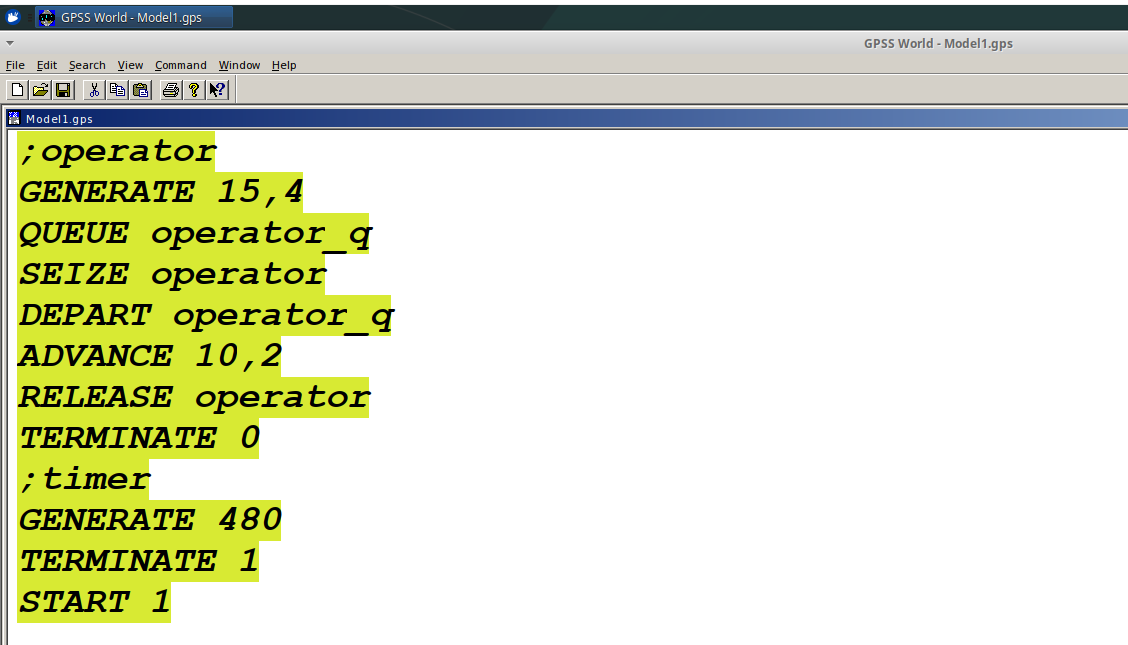 GPSS World - Model1.gps
GPSS World - Model1.gps
File Edit Search View Command Window Help
Model1.gps
;operator
GENERATE 15,4
QUEUE operator_q
SEIZE operator
DEPART operator_q
ADVANCE 10,2
RELEASE operator
TERMINATE 0
;timer
GENERATE 480
TERMINATE 1
START 1